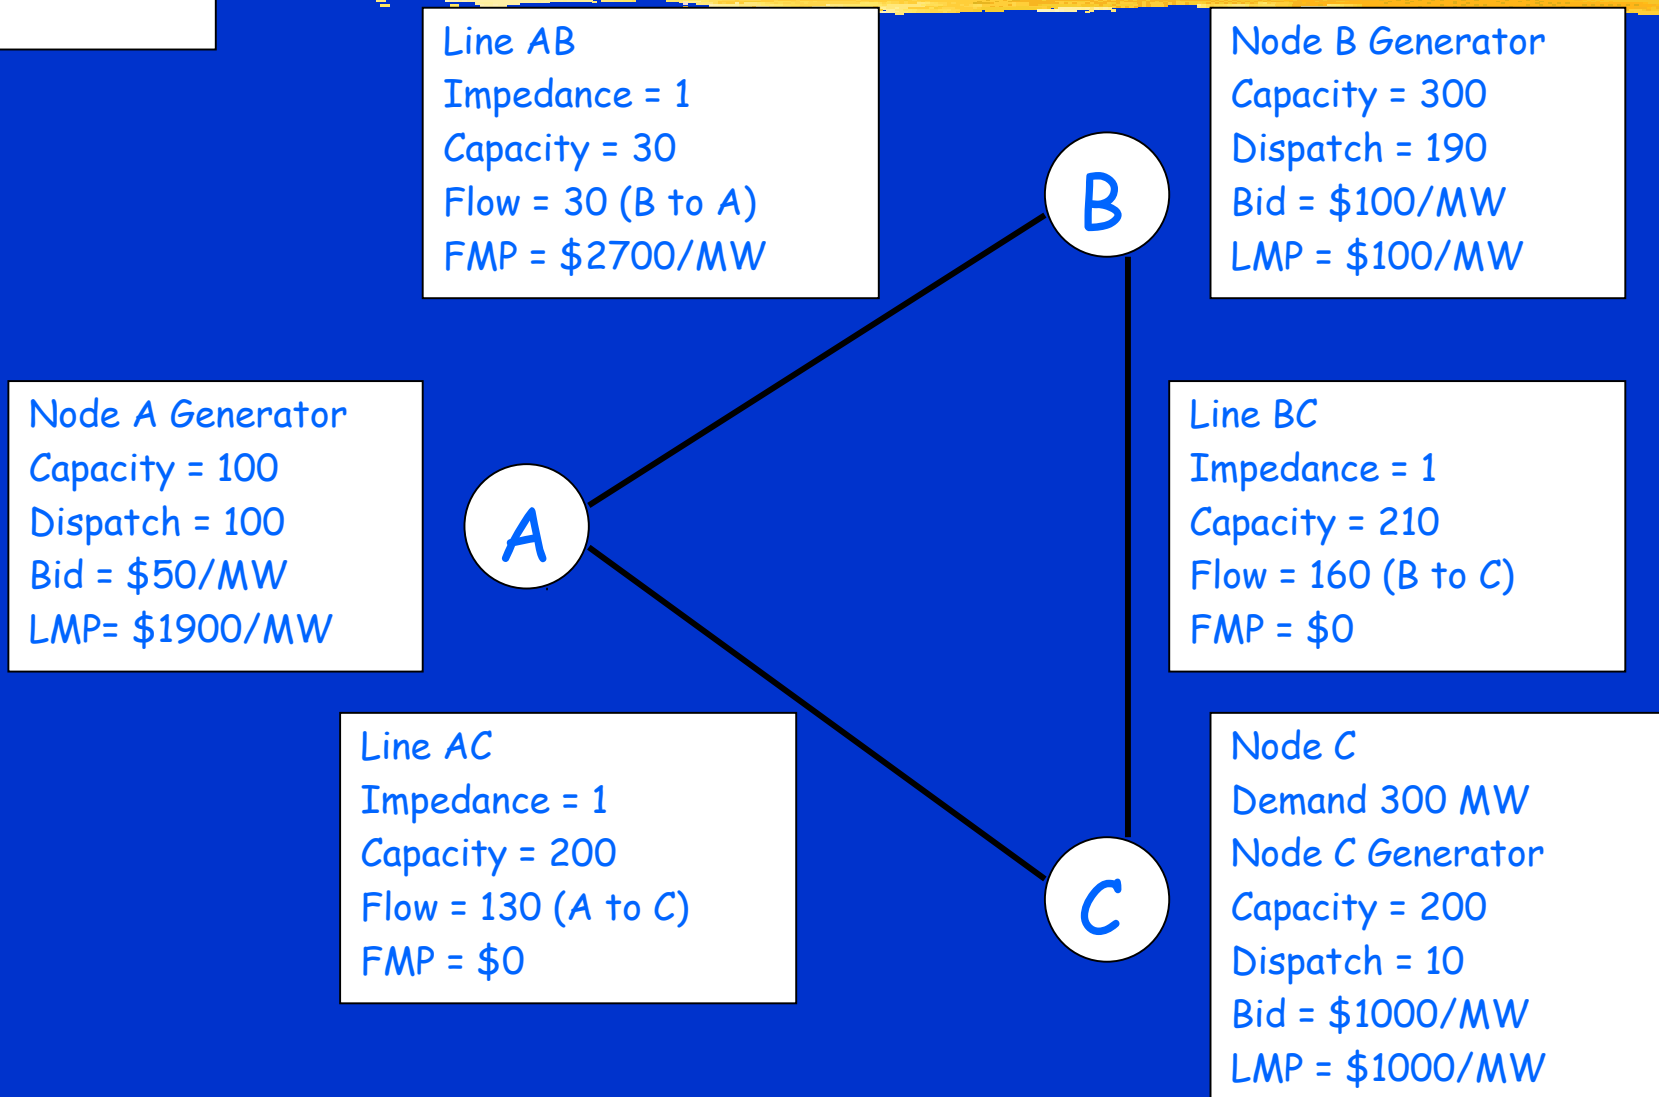 Line AB
Impedance = 1
Capacity = 30
Flow = 30 (B to A)
FMP = $2700/MW
Node B Generator
Capacity = 300
Dispatch = 190
Bid = $100/MW
LMP = $100/MW
B
Node A Generator
Capacity = 100
Dispatch = 100
Bid = $50/MW
LMP= $1900/MW
A
Line BC
Impedance = 1
Capacity = 210
Flow = 160 (B to C)
FMP = $0
Line AC
Impedance = 1
Capacity = 200
Flow = 130 (A to C)
FMP = $0
C
Node C
Demand 300 MW
Node C Generator
Capacity = 200
Dispatch = 10
Bid = $1000/MW
LMP = $1000/MW